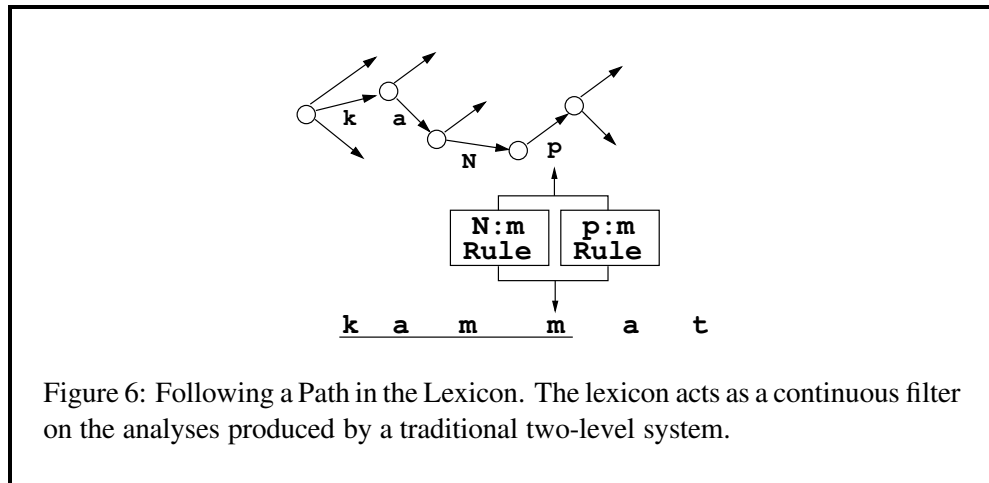 k a
N p
N:m p:m
Rule Rule
k a m m a t
Figure 6: Following a Path in the Lexicon. The lexicon acts as a continuous filter
on the analyses produced by a traditional two-level system.